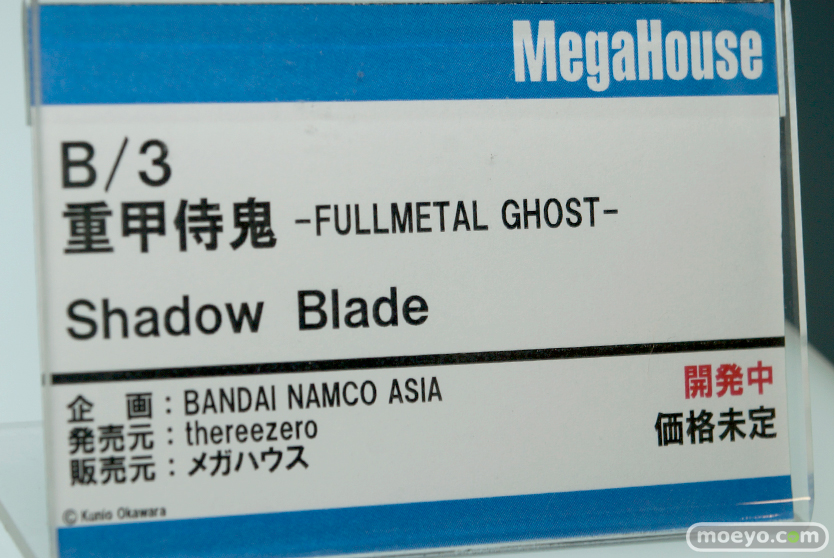 MegaHouse
B/3
重甲侍鬼 -FULLMETAL GHOST-
Shadow Blade
企　画：BANDAI NAMCO ASIA
発売元：thereezero
販売元：メガハウス
開発中
価格未定
© Kunio Okawara
moeyo.com